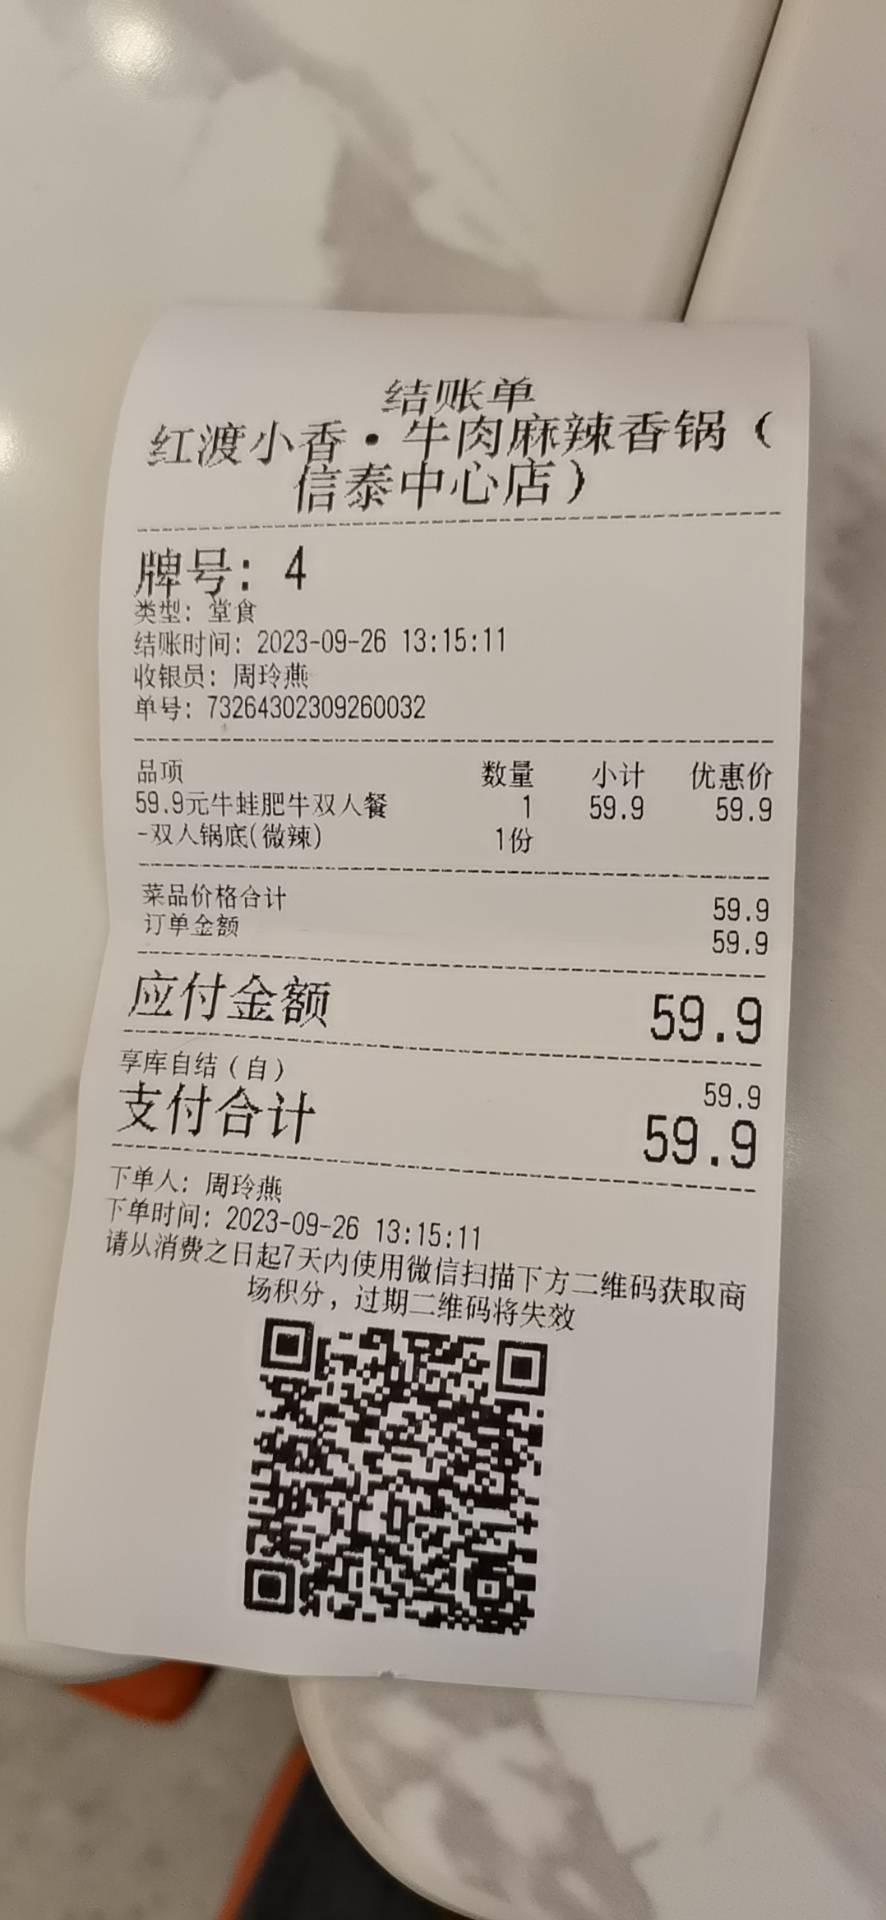 结账单
红渡小香·牛肉麻辣香锅（
信泰中心店）
牌号：4
类型：堂食
结账时间：2023-09-26 13:15:11
收银员：周玲燕
单号：73264302309260032
品项 数量 小计 优惠价
59.9元牛蛙肥牛双人餐 1 59.9 59.9
-双人锅底(微辣) 1份
菜品价格合计 59.9
订单金额 59.9
应付金额 59.9
享库自结（自） 59.9
支付合计 59.9
下单人：周玲燕
下单时间：2023-09-26 13:15:11
请从消费之日起7天内使用微信扫描下方二维码获取商
场积分，过期二维码将失效